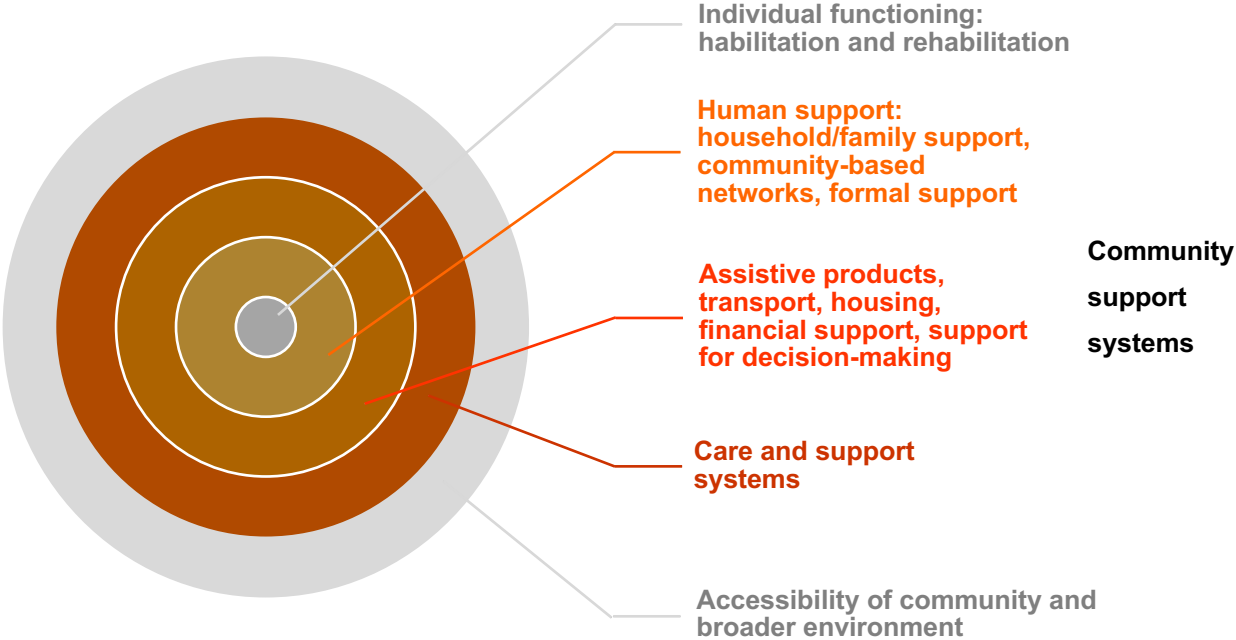 Individual functioning:
habilitation and rehabilitation
Human support:
household/family support,
community-based
networks, formal support
Assistive products,
transport, housing,
financial support, support
for decision-making
Community
support
systems
Care and support
systems
Accessibility of community and
broader environment